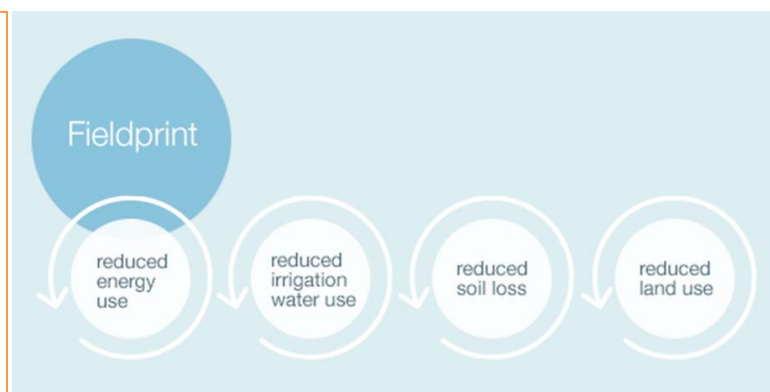 Fieldprint
reduced
energy
use
reduced
irrigation
water use
reduced
soil loss
reduced
land use